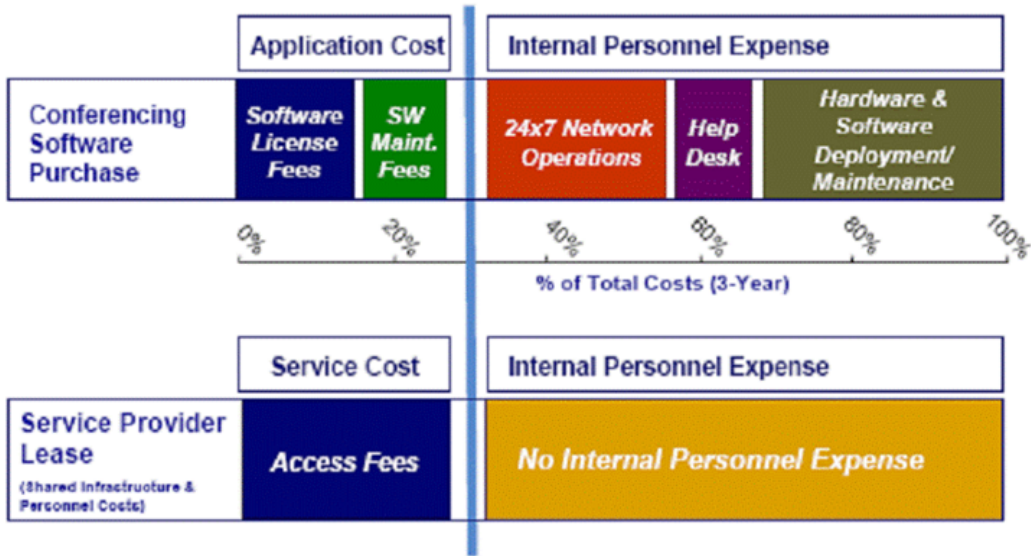 Application Cost
Internal Personnel Expense
Conferencing
Software
Purchase
Software
License
Fees
SW
Maint.
Fees
24x7 Network
Operations
Help
Desk
Hardware &
Software
Deployment/
Maintenance
0%
20%
40%
60%
80%
100%
% of Total Costs (3-Year)
Service Cost
Internal Personnel Expense
Service Provider
Lease
(Shared Infrastructure &
Personnel Costs)
Access Fees
No Internal Personnel Expense